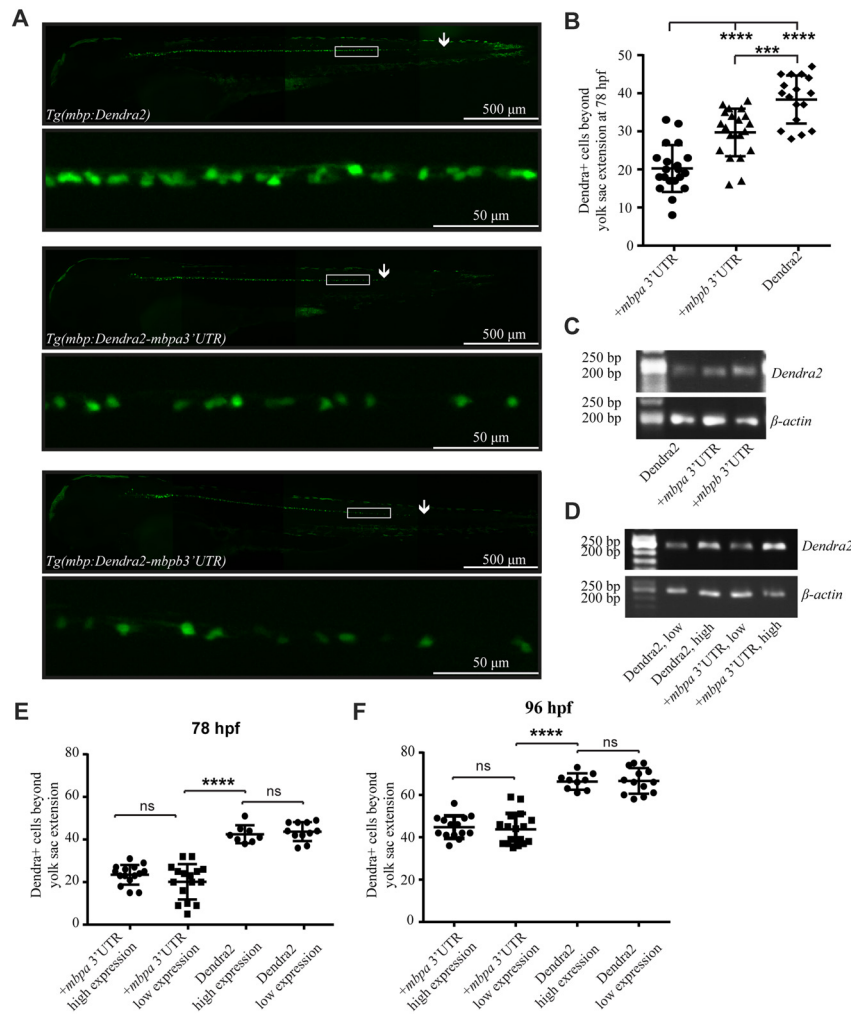 A
Tg(mbp:Dendra2)
500 µm
50 µm
Tg(mbp:Dendra2-mbpa3'UTR)
500 µm
50 µm
Tg(mbp:Dendra2-mbpb3'UTR)
500 µm
50 µm
B
**** ****
***
Dendra+ cells beyond
yolk sac extension at 78 hpf
50
40
30
20
10
0
+mbpa 3'UTR
+mbpb 3'UTR
Dendra2
C
250 bp
200 bp
Dendra2
250 bp
200 bp
β-actin
Dendra2
+mbpa 3'UTR
+mbpb 3'UTR
D
250 bp
200 bp
Dendra2
250 bp
200 bp
β-actin
Dendra2, low
Dendra2, high
+mbpa 3'UTR, low
+mbpa 3'UTR, high
E
78 hpf
Dendra+ cells beyond
yolk sac extension
80
60
40
20
0
ns
****
ns
+mbpa 3'UTR
high expression
+mbpa 3'UTR
low expression
Dendra2
high expression
Dendra2
low expression
F
96 hpf
Dendra+ cells beyond
yolk sac extension
80
60
40
20
0
ns
****
ns
+mbpa 3'UTR
high expression
+mbpa 3'UTR
low expression
Dendra2
high expression
Dendra2
low expression